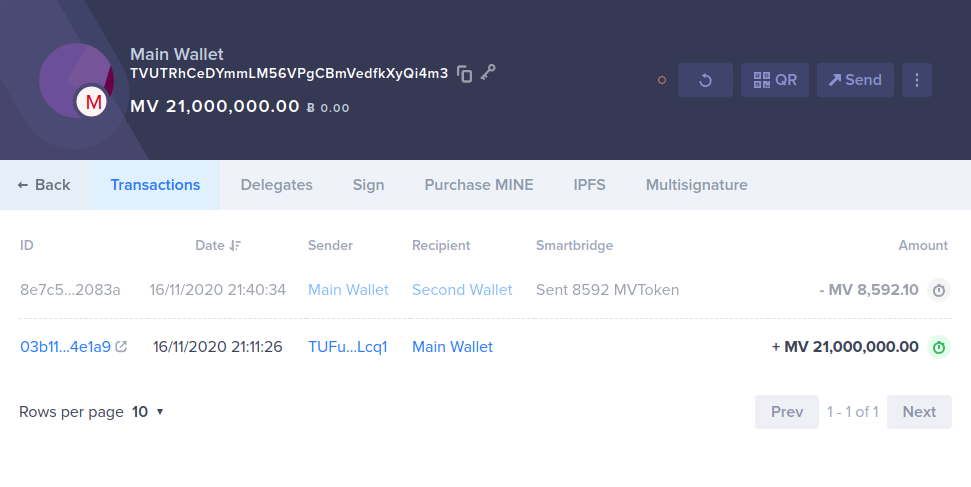 Main Wallet
TVUTRhCeDYmmLM56VPgCBmVedfkXyQi4m3
M
MV 21,000,000.00 Ƀ 0.00
QR
Send
Back
Transactions
Delegates
Sign
Purchase MINE
IPFS
Multisignature
ID Date Sender Recipient Smartbridge Amount
8e7c5...2083a 16/11/2020 21:40:34 Main Wallet Second Wallet Sent 8592 MVToken - MV 8,592.10
03b11...4e1a9 16/11/2020 21:11:26 TUFu...Lcq1 Main Wallet + MV 21,000,000.00
Rows per page 10
Prev 1 - 1 of 1 Next